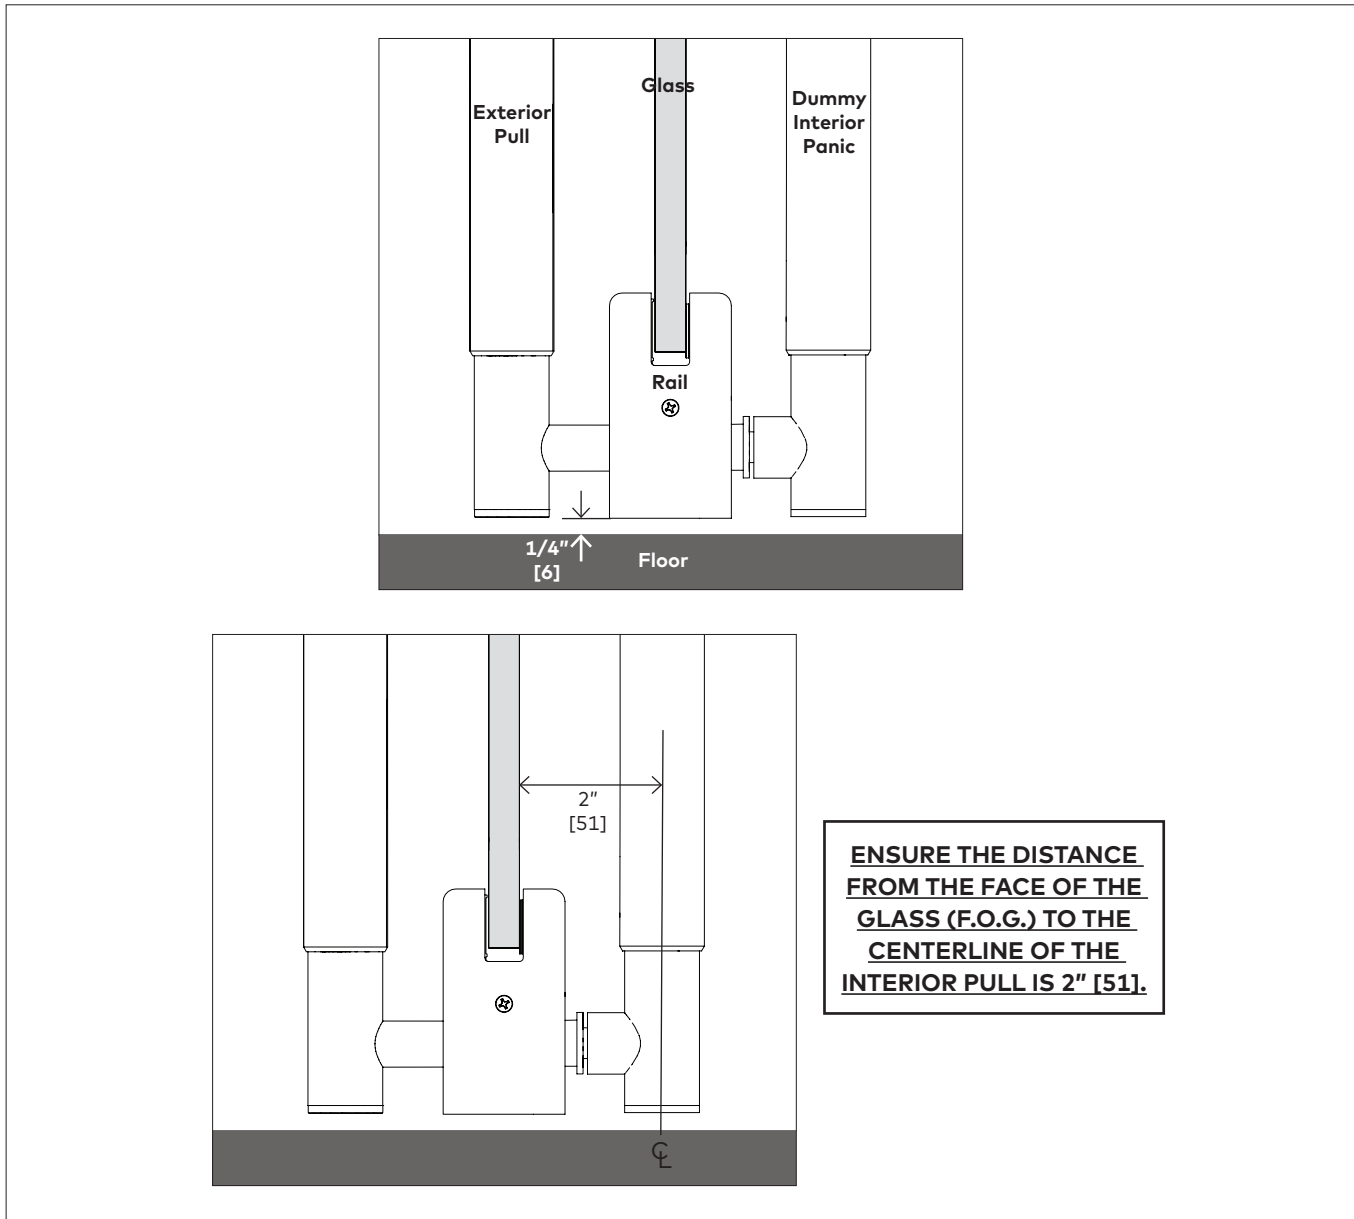 Glass
Exterior
Pull
Dummy
Interior
Panic
Rail
1/4"
[6]
Floor
2"
[51]
ENSURE THE DISTANCE
FROM THE FACE OF THE
GLASS (F.O.G.) TO THE
CENTERLINE OF THE
INTERIOR PULL IS 2" [51].
℄